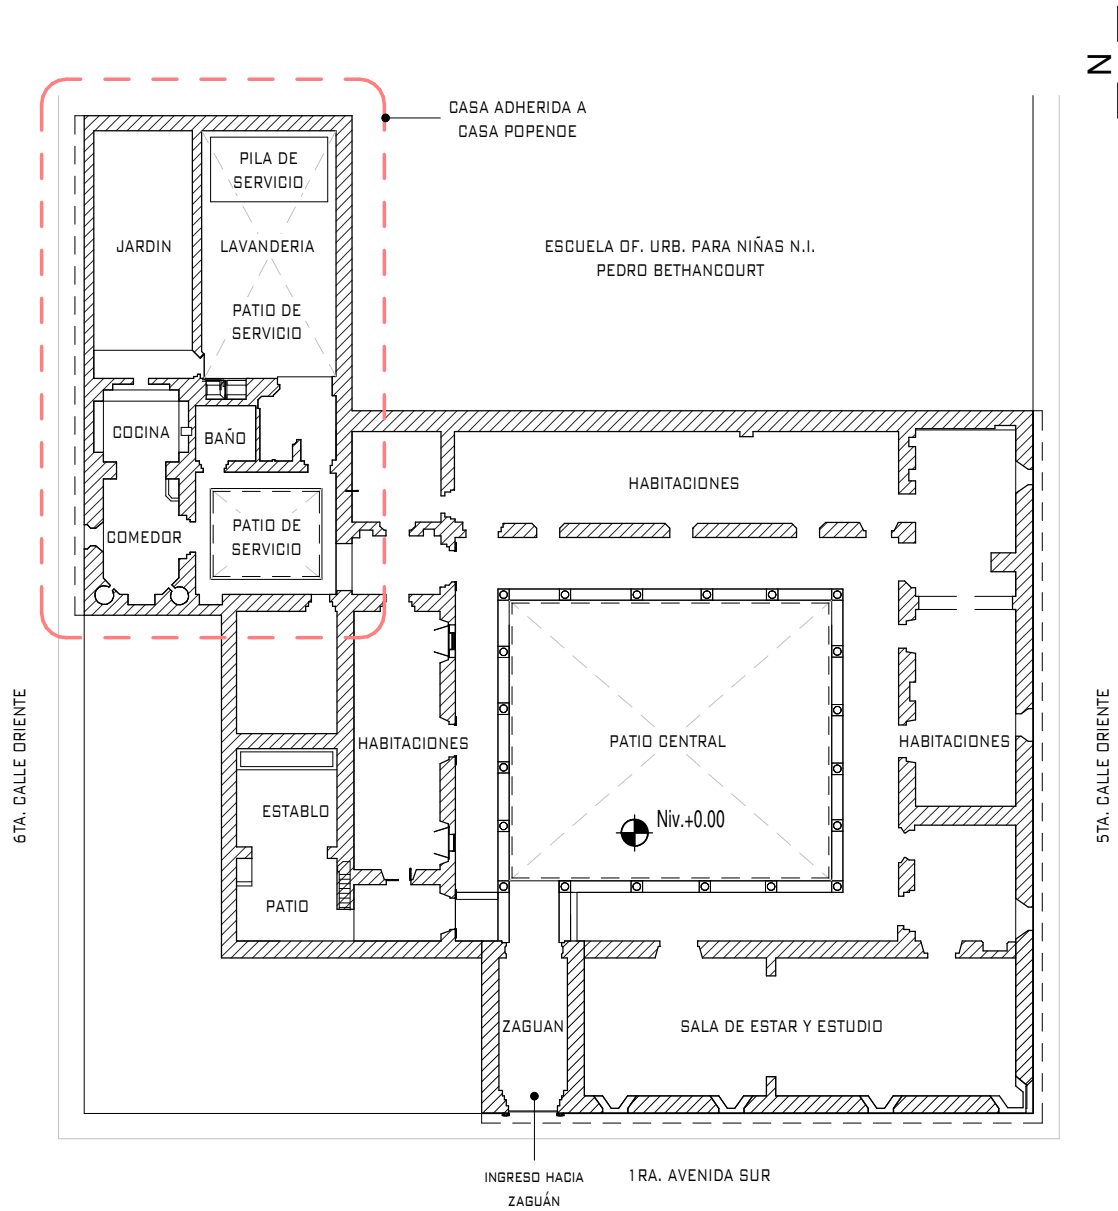 N
CASA ADHERIDA A
CASA POPENOE
PILA DE
SERVICIO
JARDIN
LAVANDERIA
ESCUELA OF. URB. PARA NIÑAS N.I.
PEDRO BETHANCOURT
PATIO DE
SERVICIO
COCINA
BAÑO
HABITACIONES
COMEDOR
PATIO DE
SERVICIO
6TA. CALLE ORIENTE
HABITACIONES
PATIO CENTRAL
HABITACIONES
5TA. CALLE ORIENTE
ESTABLO
Niv.+0.00
PATIO
ZAGUAN
SALA DE ESTAR Y ESTUDIO
INGRESO HACIA
ZAGUÁN
1RA. AVENIDA SUR